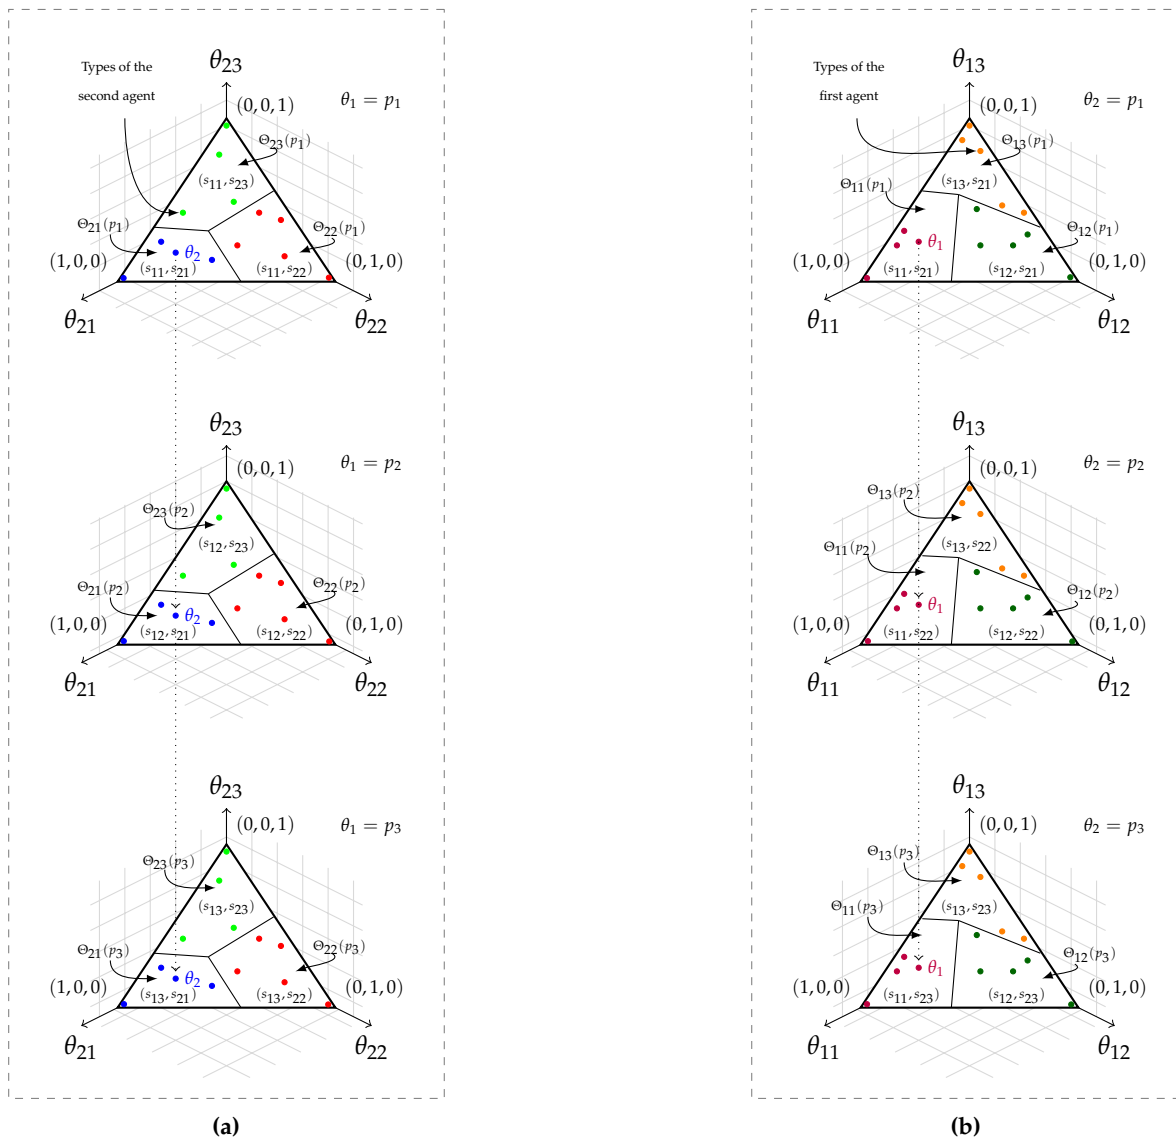 θ23
Types of the
second agent
θ1 = p1
(0, 0, 1)
Θ23(p1)
(s11, s23)
Θ21(p1)
Θ22(p1)
θ2
(1, 0, 0)
(s11, s21)
(s11, s22)
(0, 1, 0)
θ21
θ22
θ23
θ1 = p2
(0, 0, 1)
Θ23(p2)
(s12, s23)
Θ21(p2)
Θ22(p2)
θ2
(1, 0, 0)
(s12, s21)
(s12, s22)
(0, 1, 0)
θ21
θ22
θ23
θ1 = p3
(0, 0, 1)
Θ23(p3)
(s13, s23)
Θ21(p3)
Θ22(p3)
θ2
(1, 0, 0)
(s13, s21)
(s13, s22)
(0, 1, 0)
θ21
θ22
(a)
θ13
Types of the
first agent
θ2 = p1
(0, 0, 1)
Θ13(p1)
Θ11(p1)
(s13, s21)
Θ12(p1)
θ1
(1, 0, 0)
(s11, s21)
(s12, s21)
(0, 1, 0)
θ11
θ12
θ13
θ2 = p2
(0, 0, 1)
Θ13(p2)
Θ11(p2)
(s13, s22)
Θ12(p2)
θ1
(1, 0, 0)
(s11, s22)
(s12, s22)
(0, 1, 0)
θ11
θ12
θ13
θ2 = p3
(0, 0, 1)
Θ13(p3)
Θ11(p3)
(s13, s23)
Θ12(p3)
θ1
(1, 0, 0)
(s11, s23)
(s12, s23)
(0, 1, 0)
θ11
θ12
(b)